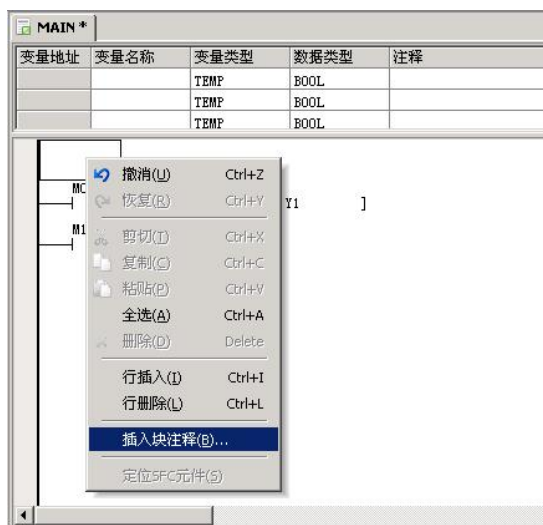 MAIN *
变量地址 变量名称 变量类型 数据类型 注释
TEMP BOOL
TEMP BOOL
TEMP BOOL
撤消(U) Ctrl+Z
恢复(R) Ctrl+Y
Y1 ]
M1
剪切(T) Ctrl+X
复制(C) Ctrl+C
粘贴(P) Ctrl+V
全选(A) Ctrl+A
删除(D) Delete
行插入(I) Ctrl+I
行删除(L) Ctrl+L
插入块注释(B)...
定位SFC元件(S)